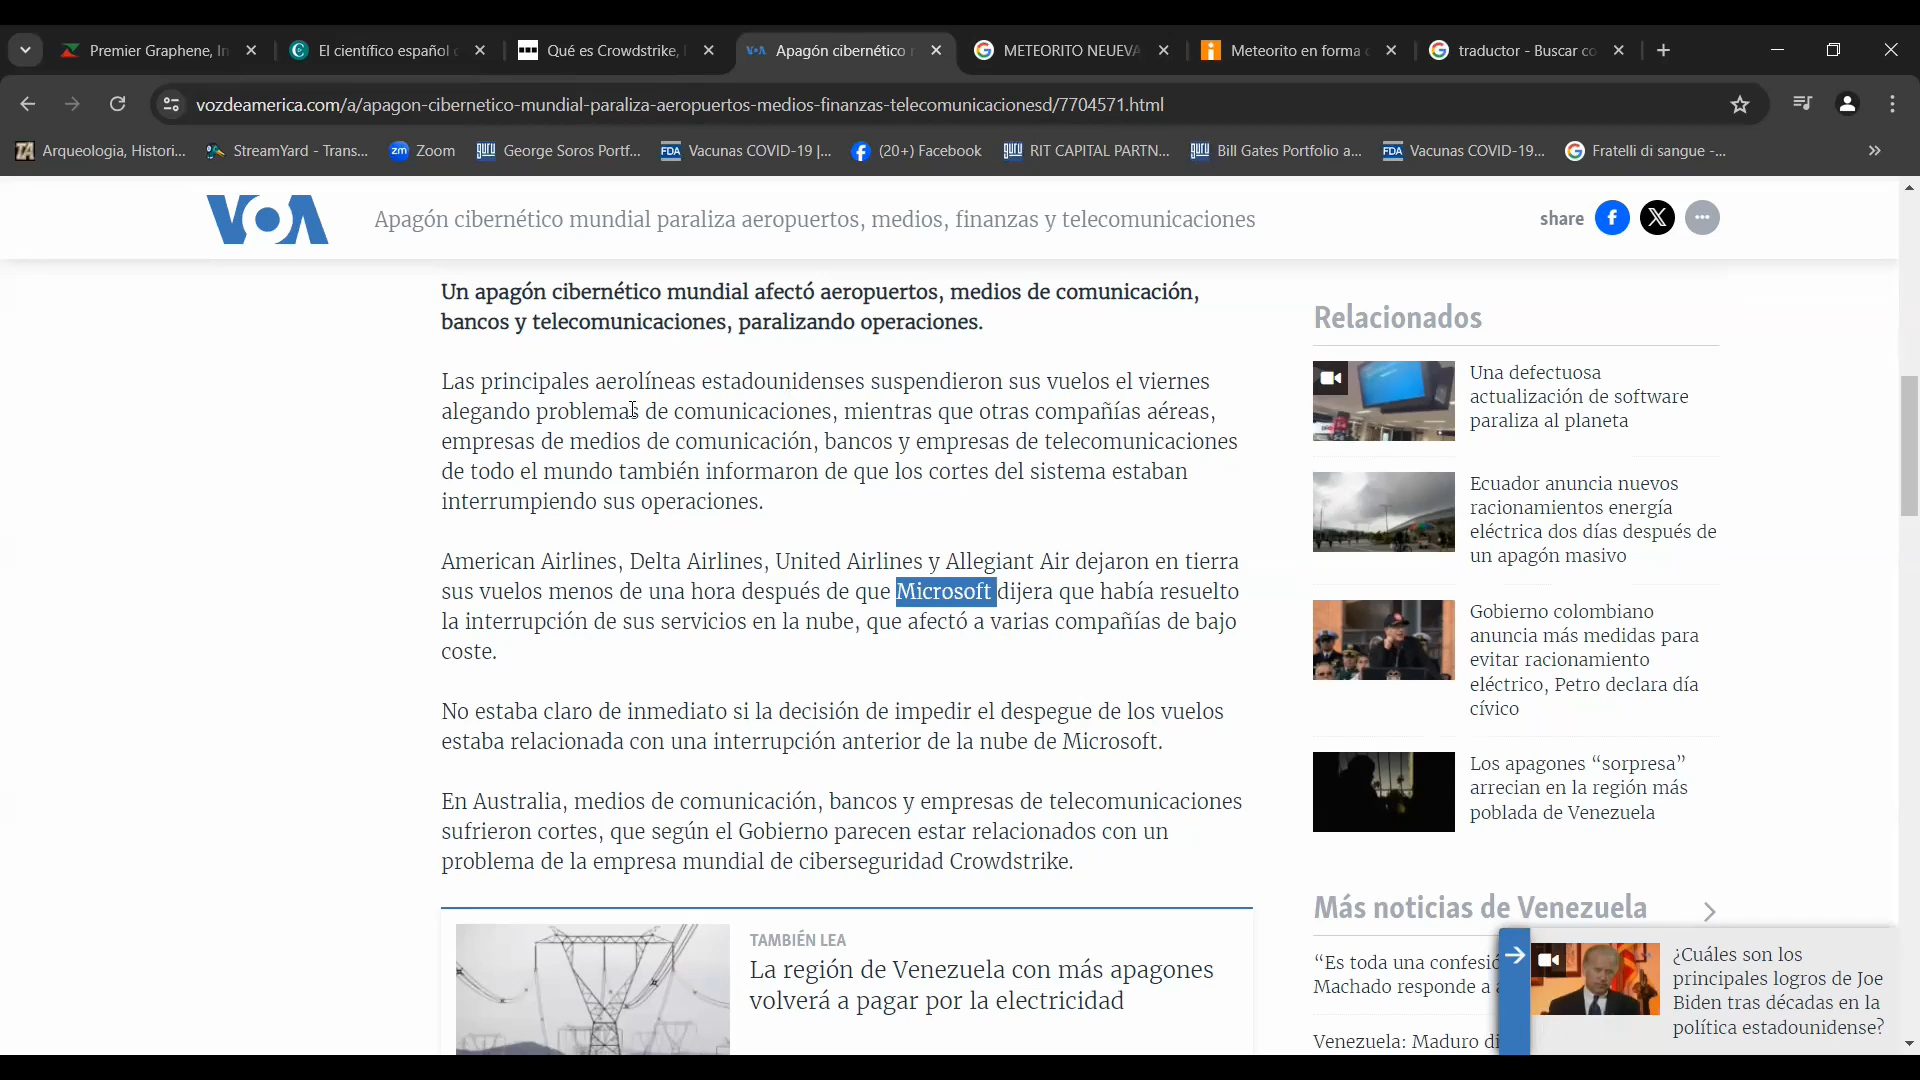 Premier Graphene, In
El científico español c
Qué es Crowdstrike,
Apagón cibernético
METEORITO NEUEVA
Meteorito en forma
traductor - Buscar co
vozdeamerica.com/a/apagon-cibernetico-mundial-paraliza-aeropuertos-medios-finanzas-telecomunicacionesd/7704571.html
Arqueologia, Histori...
StreamYard - Trans...
zm Zoom
guru George Soros Portf...
FDA Vacunas COVID-19 |...
(20+) Facebook
guru RIT CAPITAL PARTN...
guru Bill Gates Portfolio a...
FDA Vacunas COVID-19...
Fratelli di sangue -...
VOA
Apagón cibernético mundial paraliza aeropuertos, medios, finanzas y telecomunicaciones
share
Un apagón cibernético mundial afectó aeropuertos, medios de comunicación,
bancos y telecomunicaciones, paralizando operaciones.
Las principales aerolíneas estadounidenses suspendieron sus vuelos el viernes
alegando problemas de comunicaciones, mientras que otras compañías aéreas,
empresas de medios de comunicación, bancos y empresas de telecomunicaciones
de todo el mundo también informaron de que los cortes del sistema estaban
interrumpiendo sus operaciones.
American Airlines, Delta Airlines, United Airlines y Allegiant Air dejaron en tierra
sus vuelos menos de una hora después de que Microsoft dijera que había resuelto
la interrupción de sus servicios en la nube, que afectó a varias compañías de bajo
coste.
No estaba claro de inmediato si la decisión de impedir el despegue de los vuelos
estaba relacionada con una interrupción anterior de la nube de Microsoft.
En Australia, medios de comunicación, bancos y empresas de telecomunicaciones
sufrieron cortes, que según el Gobierno parecen estar relacionados con un
problema de la empresa mundial de ciberseguridad Crowdstrike.
TAMBIÉN LEA
La región de Venezuela con más apagones
volverá a pagar por la electricidad
Relacionados
Una defectuosa
actualización de software
paraliza al planeta
Ecuador anuncia nuevos
racionamientos energía
eléctrica dos días después de
un apagón masivo
Gobierno colombiano
anuncia más medidas para
evitar racionamiento
eléctrico, Petro declara día
cívico
Los apagones “sorpresa”
arrecian en la región más
poblada de Venezuela
Más noticias de Venezuela
“Es toda una confesió
Machado responde a a
Venezuela: Maduro di
¿Cuáles son los
principales logros de Joe
Biden tras décadas en la
política estadounidense?